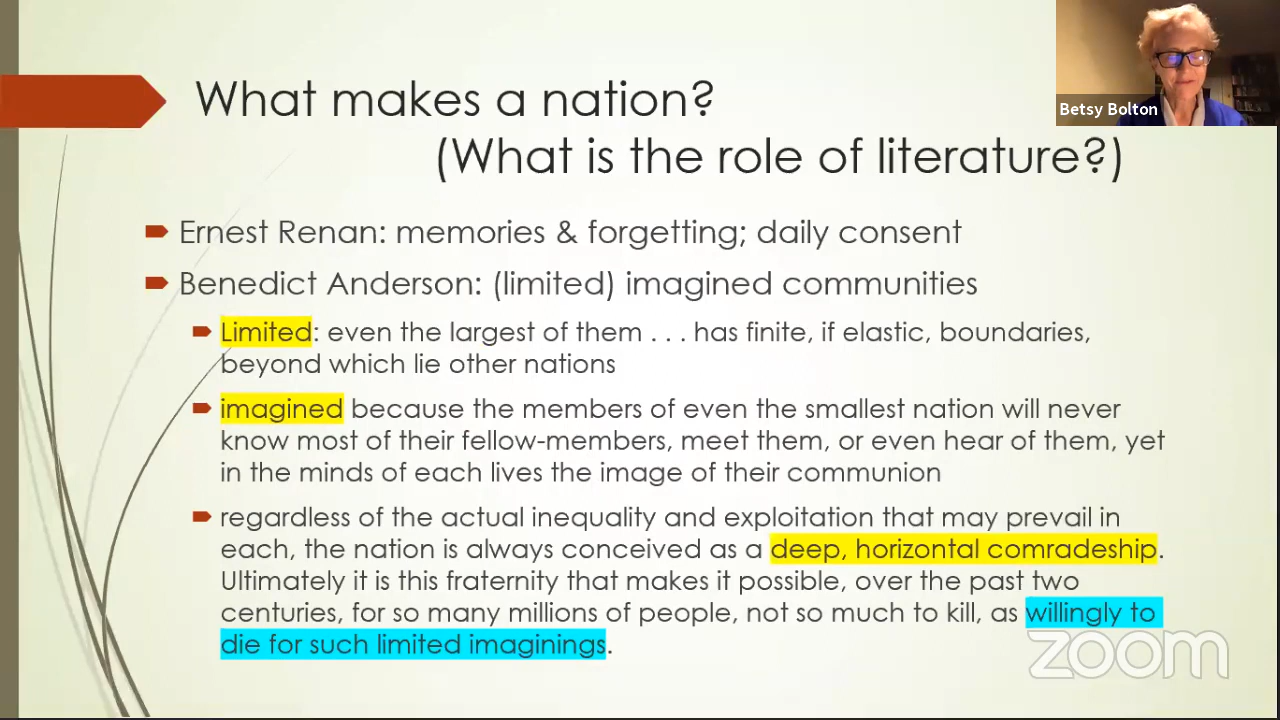 Betsy Bolton
What makes a nation?
(What is the role of literature?)
Ernest Renan: memories & forgetting; daily consent
Benedict Anderson: (limited) imagined communities
Limited: even the largest of them . . . has finite, if elastic, boundaries,
beyond which lie other nations
imagined because the members of even the smallest nation will never
know most of their fellow-members, meet them, or even hear of them, yet
in the minds of each lives the image of their communion
regardless of the actual inequality and exploitation that may prevail in
each, the nation is always conceived as a deep, horizontal comradeship.
Ultimately it is this fraternity that makes it possible, over the past two
centuries, for so many millions of people, not so much to kill, as willingly to
die for such limited imaginings.
zoom